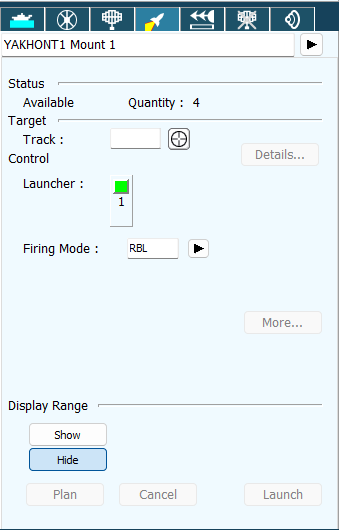 YAKHONT1 Mount 1
Status
Available Quantity : 4
Target
Track :
Details...
Control
Launcher :
1
Firing Mode : RBL
More...
Display Range
Show
Hide
Plan Cancel Launch